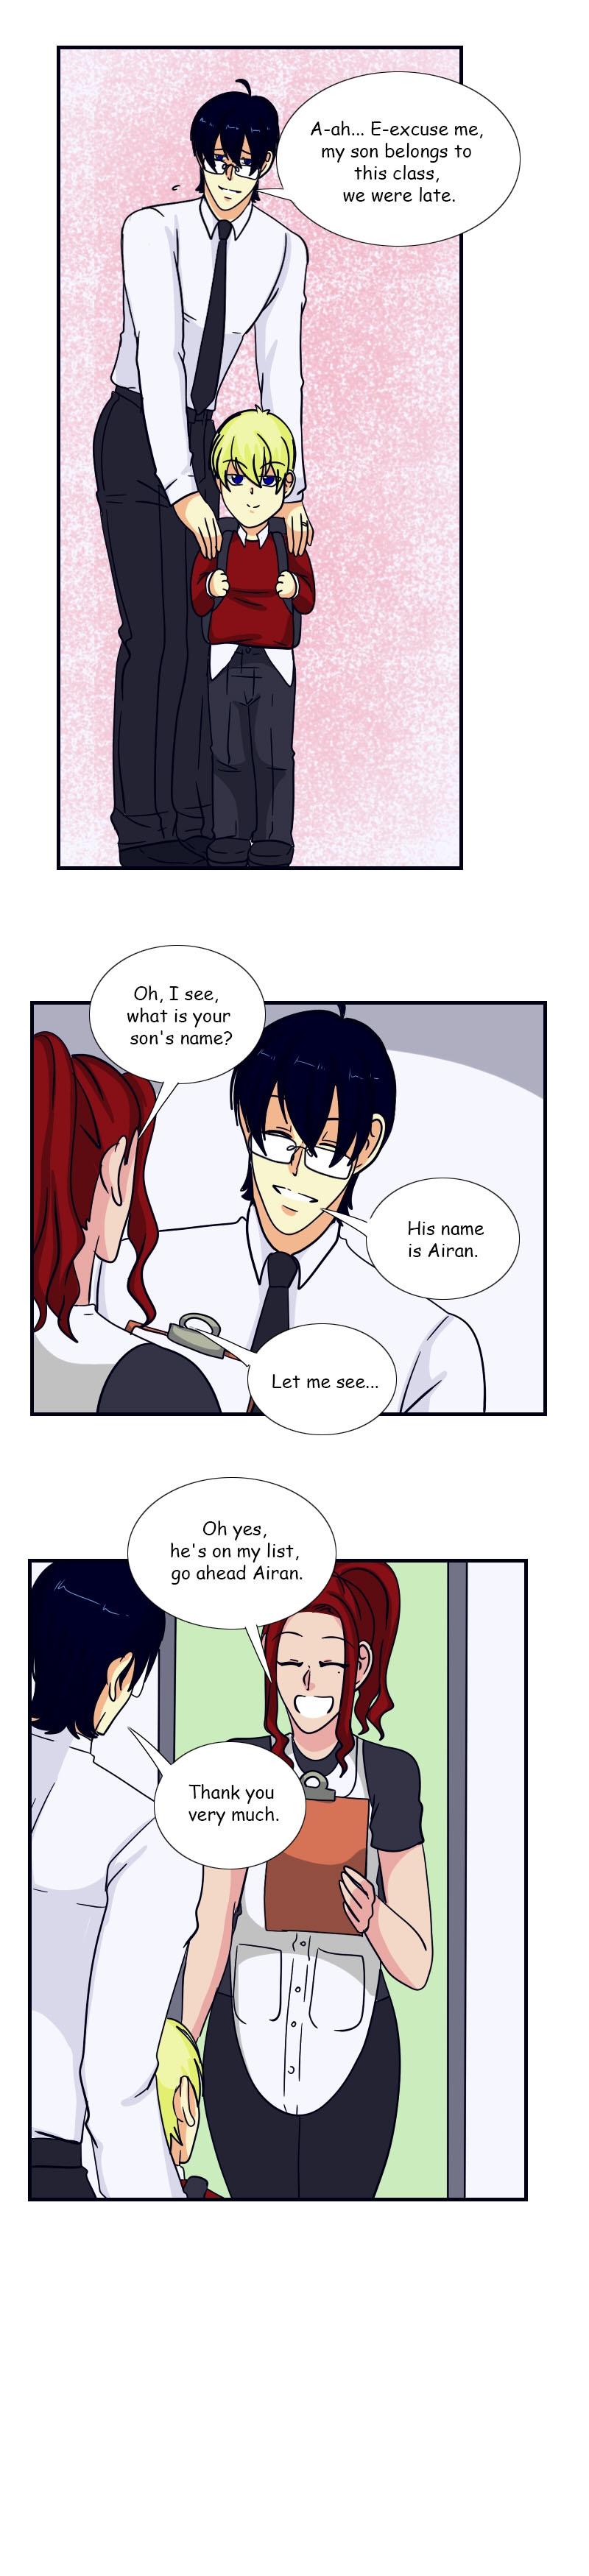 A-ah... E-excuse me,
my son belongs to
this class,
we were late.
Oh, I see,
what is your
son's name?
His name
is Airan.
Let me see...
Oh yes,
he's on my list,
go ahead Airan.
Thank you
very much.